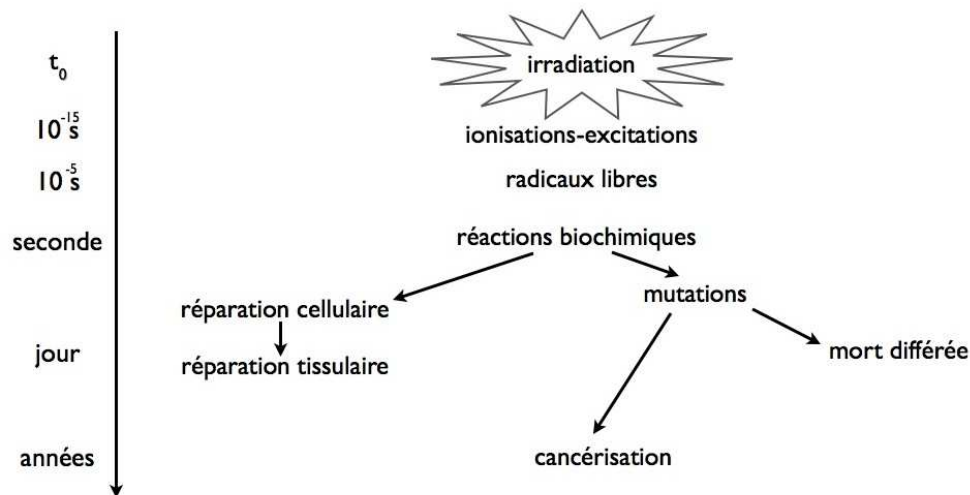 t₀
irradiation
10⁻¹⁵s
ionisations-excitations
10⁻⁵s
radicaux libres
seconde
réactions biochimiques
réparation cellulaire
mutations
jour
réparation tissulaire
mort différée
années
cancérisation